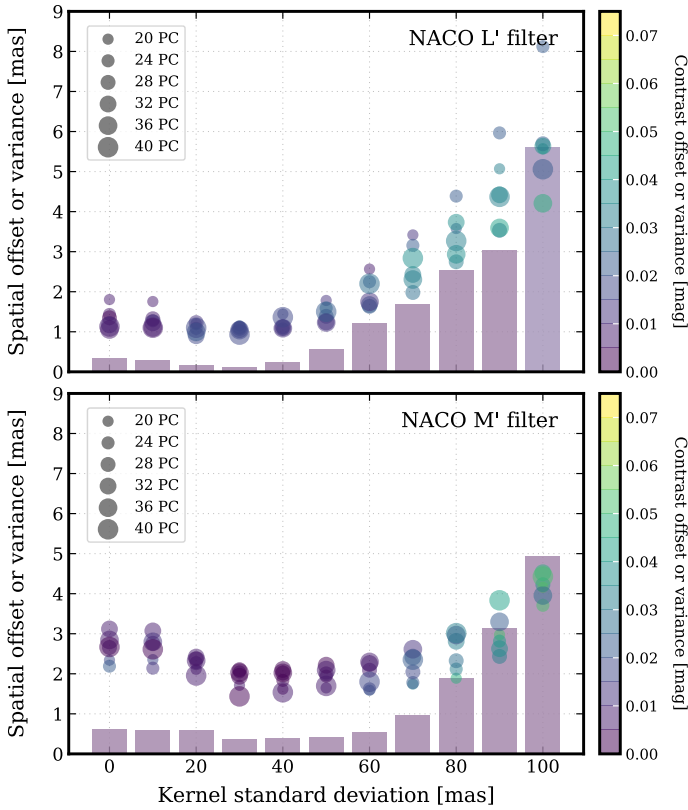 NACO L' filter
20 PC
24 PC
28 PC
32 PC
36 PC
40 PC
Spatial offset or variance [mas]
9
8
7
6
5
4
3
2
1
0
0.07
0.06
0.05
0.04
0.03
0.02
0.01
0.00
Contrast offset or variance [mag]
NACO M' filter
20 PC
24 PC
28 PC
32 PC
36 PC
40 PC
Spatial offset or variance [mas]
9
8
7
6
5
4
3
2
1
0
0 20 40 60 80 100
Kernel standard deviation [mas]
0.07
0.06
0.05
0.04
0.03
0.02
0.01
0.00
Contrast offset or variance [mag]